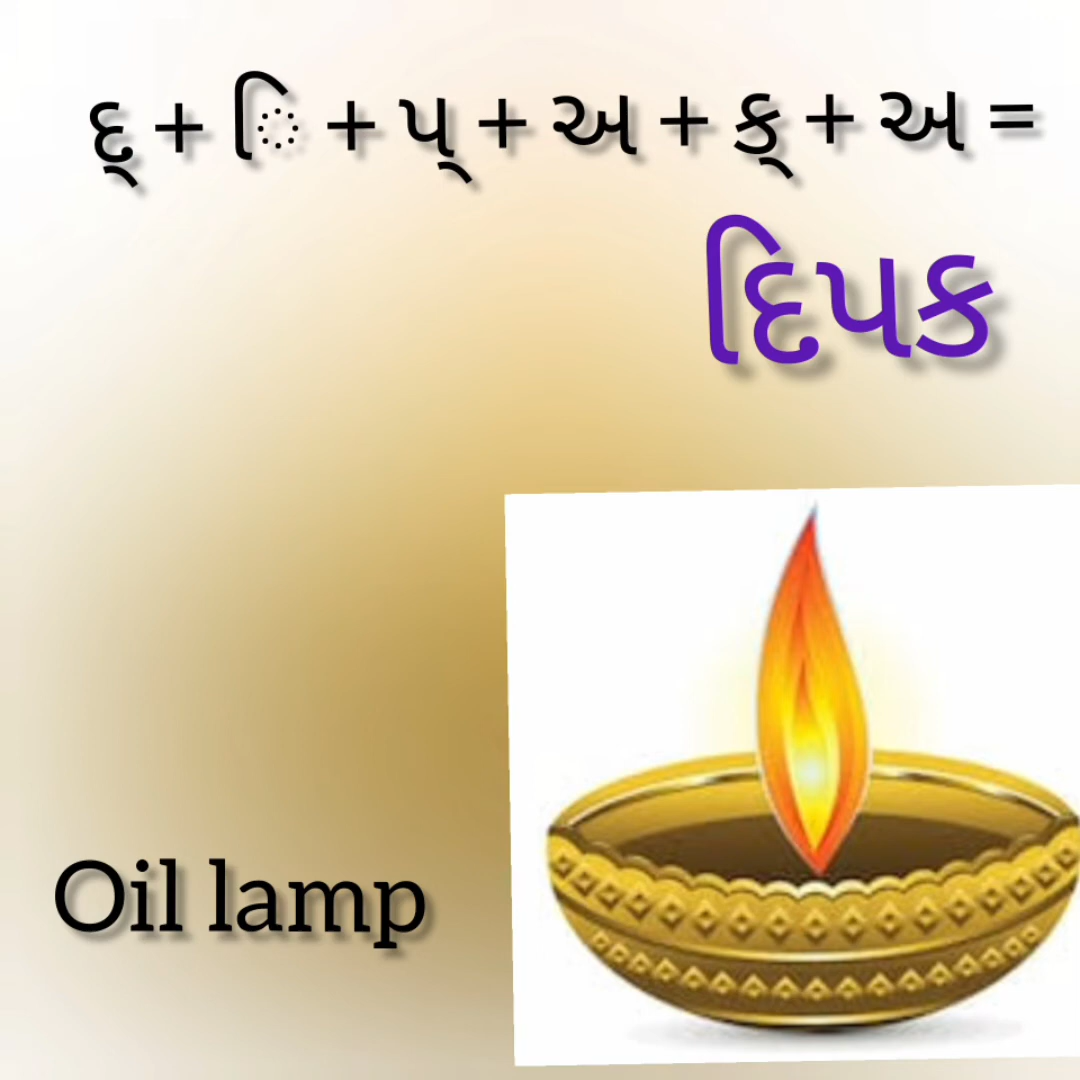 દ્ + િ + પ્ + અ + ક્ + અ =
દિપક
Oil lamp